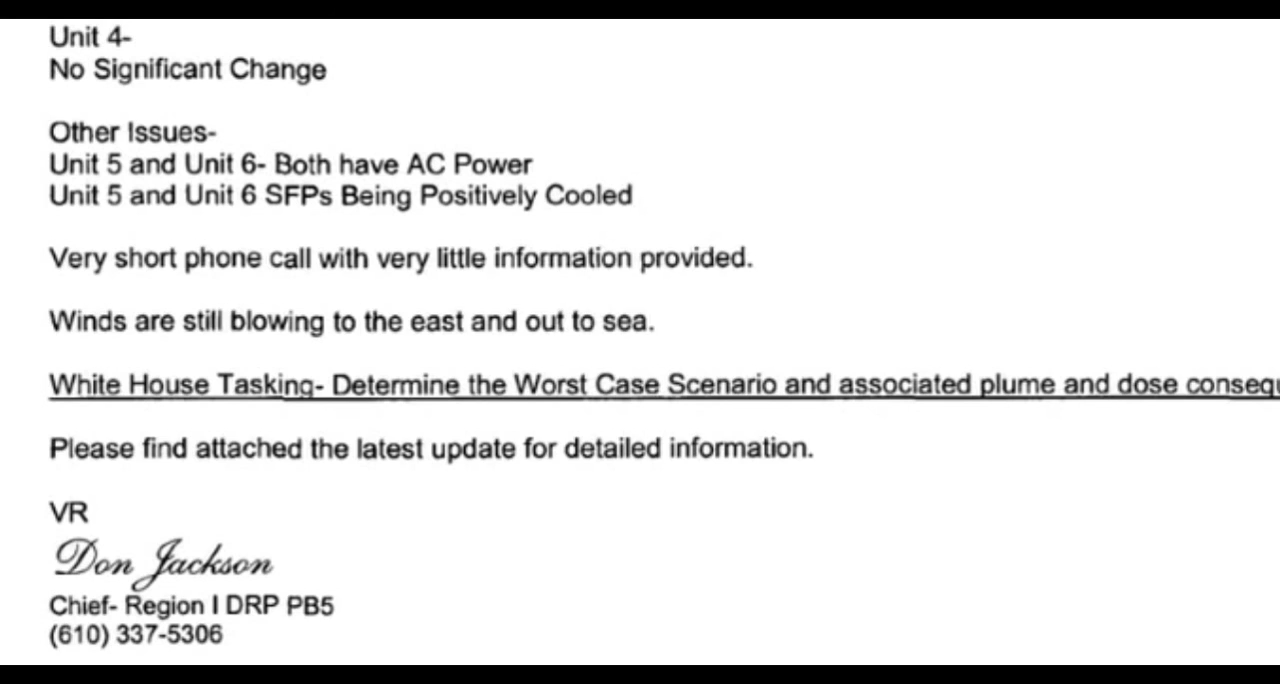 Unit 4-
No Significant Change
Other Issues-
Unit 5 and Unit 6- Both have AC Power
Unit 5 and Unit 6 SFPs Being Positively Cooled
Very short phone call with very little information provided.
Winds are still blowing to the east and out to sea.
White House Tasking- Determine the Worst Case Scenario and associated plume and dose
Please find attached the latest update for detailed information.
VR
Don Jackson
Chief- Region I DRP PB5
(610) 337-5306